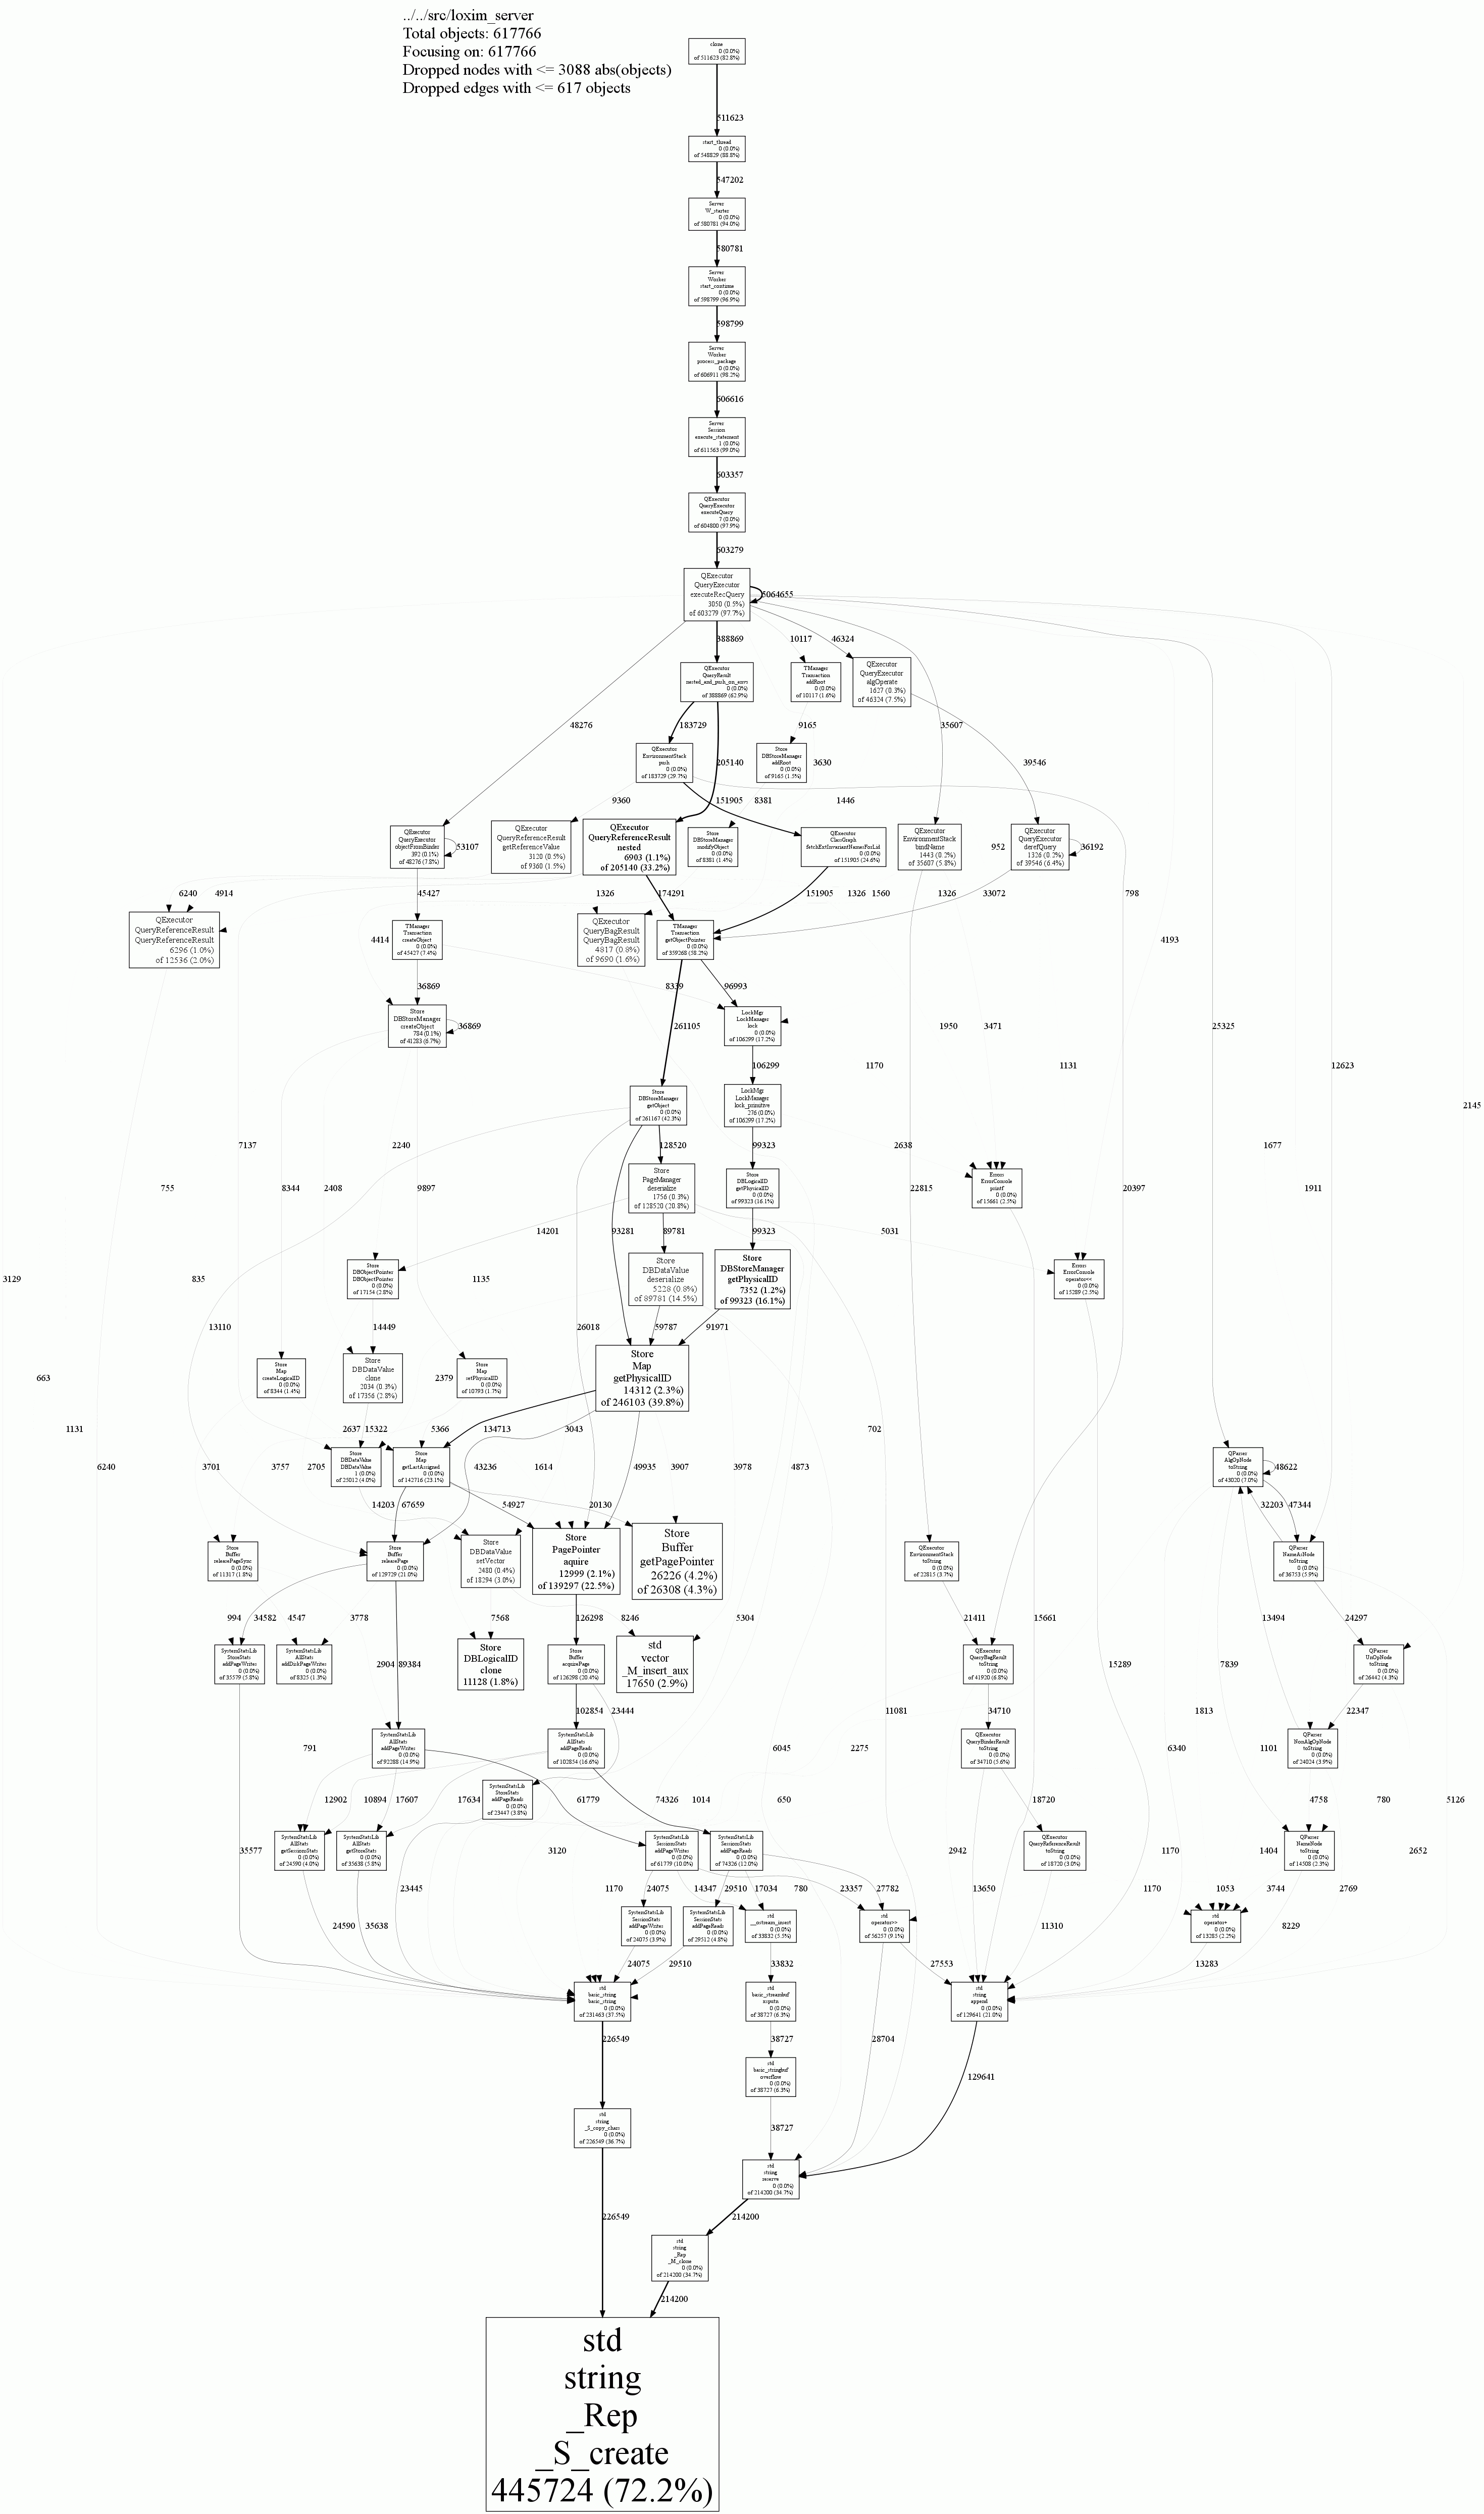 ../../src/loxim_server
Total objects: 617766
Focusing on: 617766
Dropped nodes with <= 3088 abs(objects)
Dropped edges with <= 617 objects
clone
0 (0.0%)
of 511623 (82.8%)
511623
start_thread
0 (0.0%)
of 548829 (88.8%)
547202
Server
W_starter
0 (0.0%)
of 580781 (94.0%)
580781
Server
Worker
start_continue
0 (0.0%)
of 598799 (96.9%)
598799
Server
Worker
process_package
0 (0.0%)
of 606911 (98.2%)
606616
Server
Session
execute_statement
1 (0.0%)
of 611563 (99.0%)
603357
QExecutor
QueryExecutor
executeQuery
7 (0.0%)
of 604800 (97.9%)
603279
QExecutor
QueryExecutor
executeRecQuery
3050 (0.5%)
of 603279 (97.7%)
5064655
388869
10117
46324
QExecutor
QueryResult
nested_and_push_on_envs
0 (0.0%)
of 388869 (62.9%)
TManager
Transaction
addRoot
0 (0.0%)
of 10117 (1.6%)
QExecutor
QueryExecutor
algOperate
1627 (0.3%)
of 46324 (7.5%)
48276
183729
205140
9165
3630
35607
39546
QExecutor
EnvironmentStack
push
0 (0.0%)
of 183729 (29.7%)
Store
DBStoreManager
addRoot
0 (0.0%)
of 9165 (1.5%)
9360
151905
8381
1446
QExecutor
QueryExecutor
objectFromBinder
392 (0.1%)
of 48276 (7.8%)
53107
QExecutor
QueryReferenceResult
getReferenceValue
3120 (0.5%)
of 9360 (1.5%)
QExecutor
QueryReferenceResult
nested
6903 (1.1%)
of 205140 (33.2%)
Store
DBStoreManager
modifyObject
0 (0.0%)
of 8381 (1.4%)
QExecutor
ClassGraph
fetchExtInvariantNamesForLid
0 (0.0%)
of 151905 (24.6%)
QExecutor
EnvironmentStack
bindName
1443 (0.2%)
of 35607 (5.8%)
952
QExecutor
QueryExecutor
derefQuery
1326 (0.2%)
of 39546 (6.4%)
36192
6240
4914
45427
1326
174291
151905
1326
1560
1326
33072
798
QExecutor
QueryReferenceResult
QueryReferenceResult
6296 (1.0%)
of 12536 (2.0%)
4414
TManager
Transaction
createObject
0 (0.0%)
of 45427 (7.4%)
QExecutor
QueryBagResult
QueryBagResult
4817 (0.8%)
of 9690 (1.6%)
TManager
Transaction
getObjectPointer
0 (0.0%)
of 359268 (58.2%)
4193
36869
8339
96993
Store
DBStoreManager
createObject
784 (0.1%)
of 41283 (6.7%)
36869
261105
LockMgr
LockManager
lock
0 (0.0%)
of 106299 (17.2%)
1950
3471
25325
106299
1170
1131
12623
Store
DBStoreManager
getObject
0 (0.0%)
of 261167 (42.3%)
LockMgr
LockManager
lock_primitive
276 (0.0%)
of 106299 (17.2%)
2145
7137
2240
128520
99323
2638
1677
755
8344
2408
9897
Store
PageManager
deserialize
1756 (0.3%)
of 128520 (20.8%)
Store
DBLogicalID
getPhysicalID
0 (0.0%)
of 99323 (16.1%)
22815
Errors
ErrorConsole
printf
0 (0.0%)
of 15661 (2.5%)
20397
1911
14201
93281
89781
99323
5031
3129
835
Store
DBObjectPointer
DBObjectPointer
0 (0.0%)
of 17154 (2.8%)
1135
Store
DBDataValue
deserialize
5228 (0.8%)
of 89781 (14.5%)
Store
DBStoreManager
getPhysicalID
7352 (1.2%)
of 99323 (16.1%)
Errors
ErrorConsole
operator<<
0 (0.0%)
of 15289 (2.5%)
13110
14449
26018
59787
91971
663
Store
Map
createLogicalID
0 (0.0%)
of 8344 (1.4%)
Store
DBDataValue
clone
2034 (0.3%)
of 17356 (2.8%)
2379
Store
Map
setPhysicalID
0 (0.0%)
of 10793 (1.7%)
Store
Map
getPhysicalID
14312 (2.3%)
of 246103 (39.8%)
1131
2637
15322
5366
134713
3043
702
6240
3701
3757
2705
Store
DBDataValue
DBDataValue
1 (0.0%)
of 25012 (4.0%)
Store
Map
getLastAssigned
0 (0.0%)
of 142716 (23.1%)
43236
1614
49935
3907
3978
4873
QParser
AlgOpNode
toString
0 (0.0%)
of 43020 (7.0%)
48622
14203
67659
54927
20130
32203
47344
Store
Buffer
releasePageSync
0 (0.0%)
of 11317 (1.8%)
Store
Buffer
releasePage
0 (0.0%)
of 129729 (21.0%)
Store
DBDataValue
setVector
2480 (0.4%)
of 18294 (3.0%)
Store
PagePointer
aquire
12999 (2.1%)
of 139297 (22.5%)
Store
Buffer
getPagePointer
26226 (4.2%)
of 26308 (4.3%)
QExecutor
EnvironmentStack
toString
0 (0.0%)
of 22815 (3.7%)
QParser
NameAsNode
toString
0 (0.0%)
of 36753 (5.9%)
994
34582
4547
3778
7568
126298
8246
5304
21411
15661
13494
24297
SystemStatsLib
StoreStats
addPageWrites
0 (0.0%)
of 35579 (5.8%)
SystemStatsLib
AllStats
addDiskPageWrites
0 (0.0%)
of 8325 (1.3%)
2904
89384
Store
DBLogicalID
clone
11128 (1.8%)
Store
Buffer
acquirePage
0 (0.0%)
of 126298 (20.4%)
std
vector
_M_insert_aux
17650 (2.9%)
QExecutor
QueryBagResult
toString
0 (0.0%)
of 41920 (6.8%)
15289
7839
QParser
UnOpNode
toString
0 (0.0%)
of 26442 (4.3%)
102854
23444
11081
34710
1813
22347
791
SystemStatsLib
AllStats
addPageWrites
0 (0.0%)
of 92288 (14.9%)
SystemStatsLib
AllStats
addPageReads
0 (0.0%)
of 102854 (16.6%)
6045
2275
QExecutor
QueryBinderResult
toString
0 (0.0%)
of 34710 (5.6%)
6340
1101
QParser
NonAlgOpNode
toString
0 (0.0%)
of 24024 (3.9%)
12902
10894
17607
17634
SystemStatsLib
StoreStats
addPageReads
0 (0.0%)
of 23447 (3.8%)
61779
74326
1014
650
18720
4758
780
5126
35577
SystemStatsLib
AllStats
getSessionStats
0 (0.0%)
of 24590 (4.0%)
SystemStatsLib
AllStats
getStoreStats
0 (0.0%)
of 35638 (5.8%)
3120
SystemStatsLib
SessionStats
addPageWrites
0 (0.0%)
of 61779 (10.0%)
SystemStatsLib
SessionStats
addPageReads
0 (0.0%)
of 74326 (12.0%)
2942
QExecutor
QueryReferenceResult
toString
0 (0.0%)
of 18720 (3.0%)
1170
1404
QParser
NameNode
toString
0 (0.0%)
of 14508 (2.3%)
2652
23445
1170
24075
14347
29510
17034
780
23357
27782
13650
1170
1053
3744
2769
24590
35638
SystemStatsLib
SessionStats
addPageWrites
0 (0.0%)
of 24075 (3.9%)
SystemStatsLib
SessionStats
addPageReads
0 (0.0%)
of 29512 (4.8%)
std
__ostream_insert
0 (0.0%)
of 33832 (5.5%)
std
operator>>
0 (0.0%)
of 56257 (9.1%)
11310
std
operator+
0 (0.0%)
of 13285 (2.2%)
8229
24075
29510
33832
27553
13283
std
basic_string
basic_string
0 (0.0%)
of 231463 (37.5%)
std
basic_streambuf
xsputn
0 (0.0%)
of 38727 (6.3%)
std
string
append
0 (0.0%)
of 129641 (21.0%)
226549
38727
28704
std
basic_stringbuf
overflow
0 (0.0%)
of 38727 (6.3%)
129641
std
string
_S_copy_chars
0 (0.0%)
of 226549 (36.7%)
38727
std
string
reserve
0 (0.0%)
of 214200 (34.7%)
226549
214200
std
string
_Rep
_M_clone
0 (0.0%)
of 214200 (34.7%)
214200
std
string
_Rep
_S_create
445724 (72.2%)